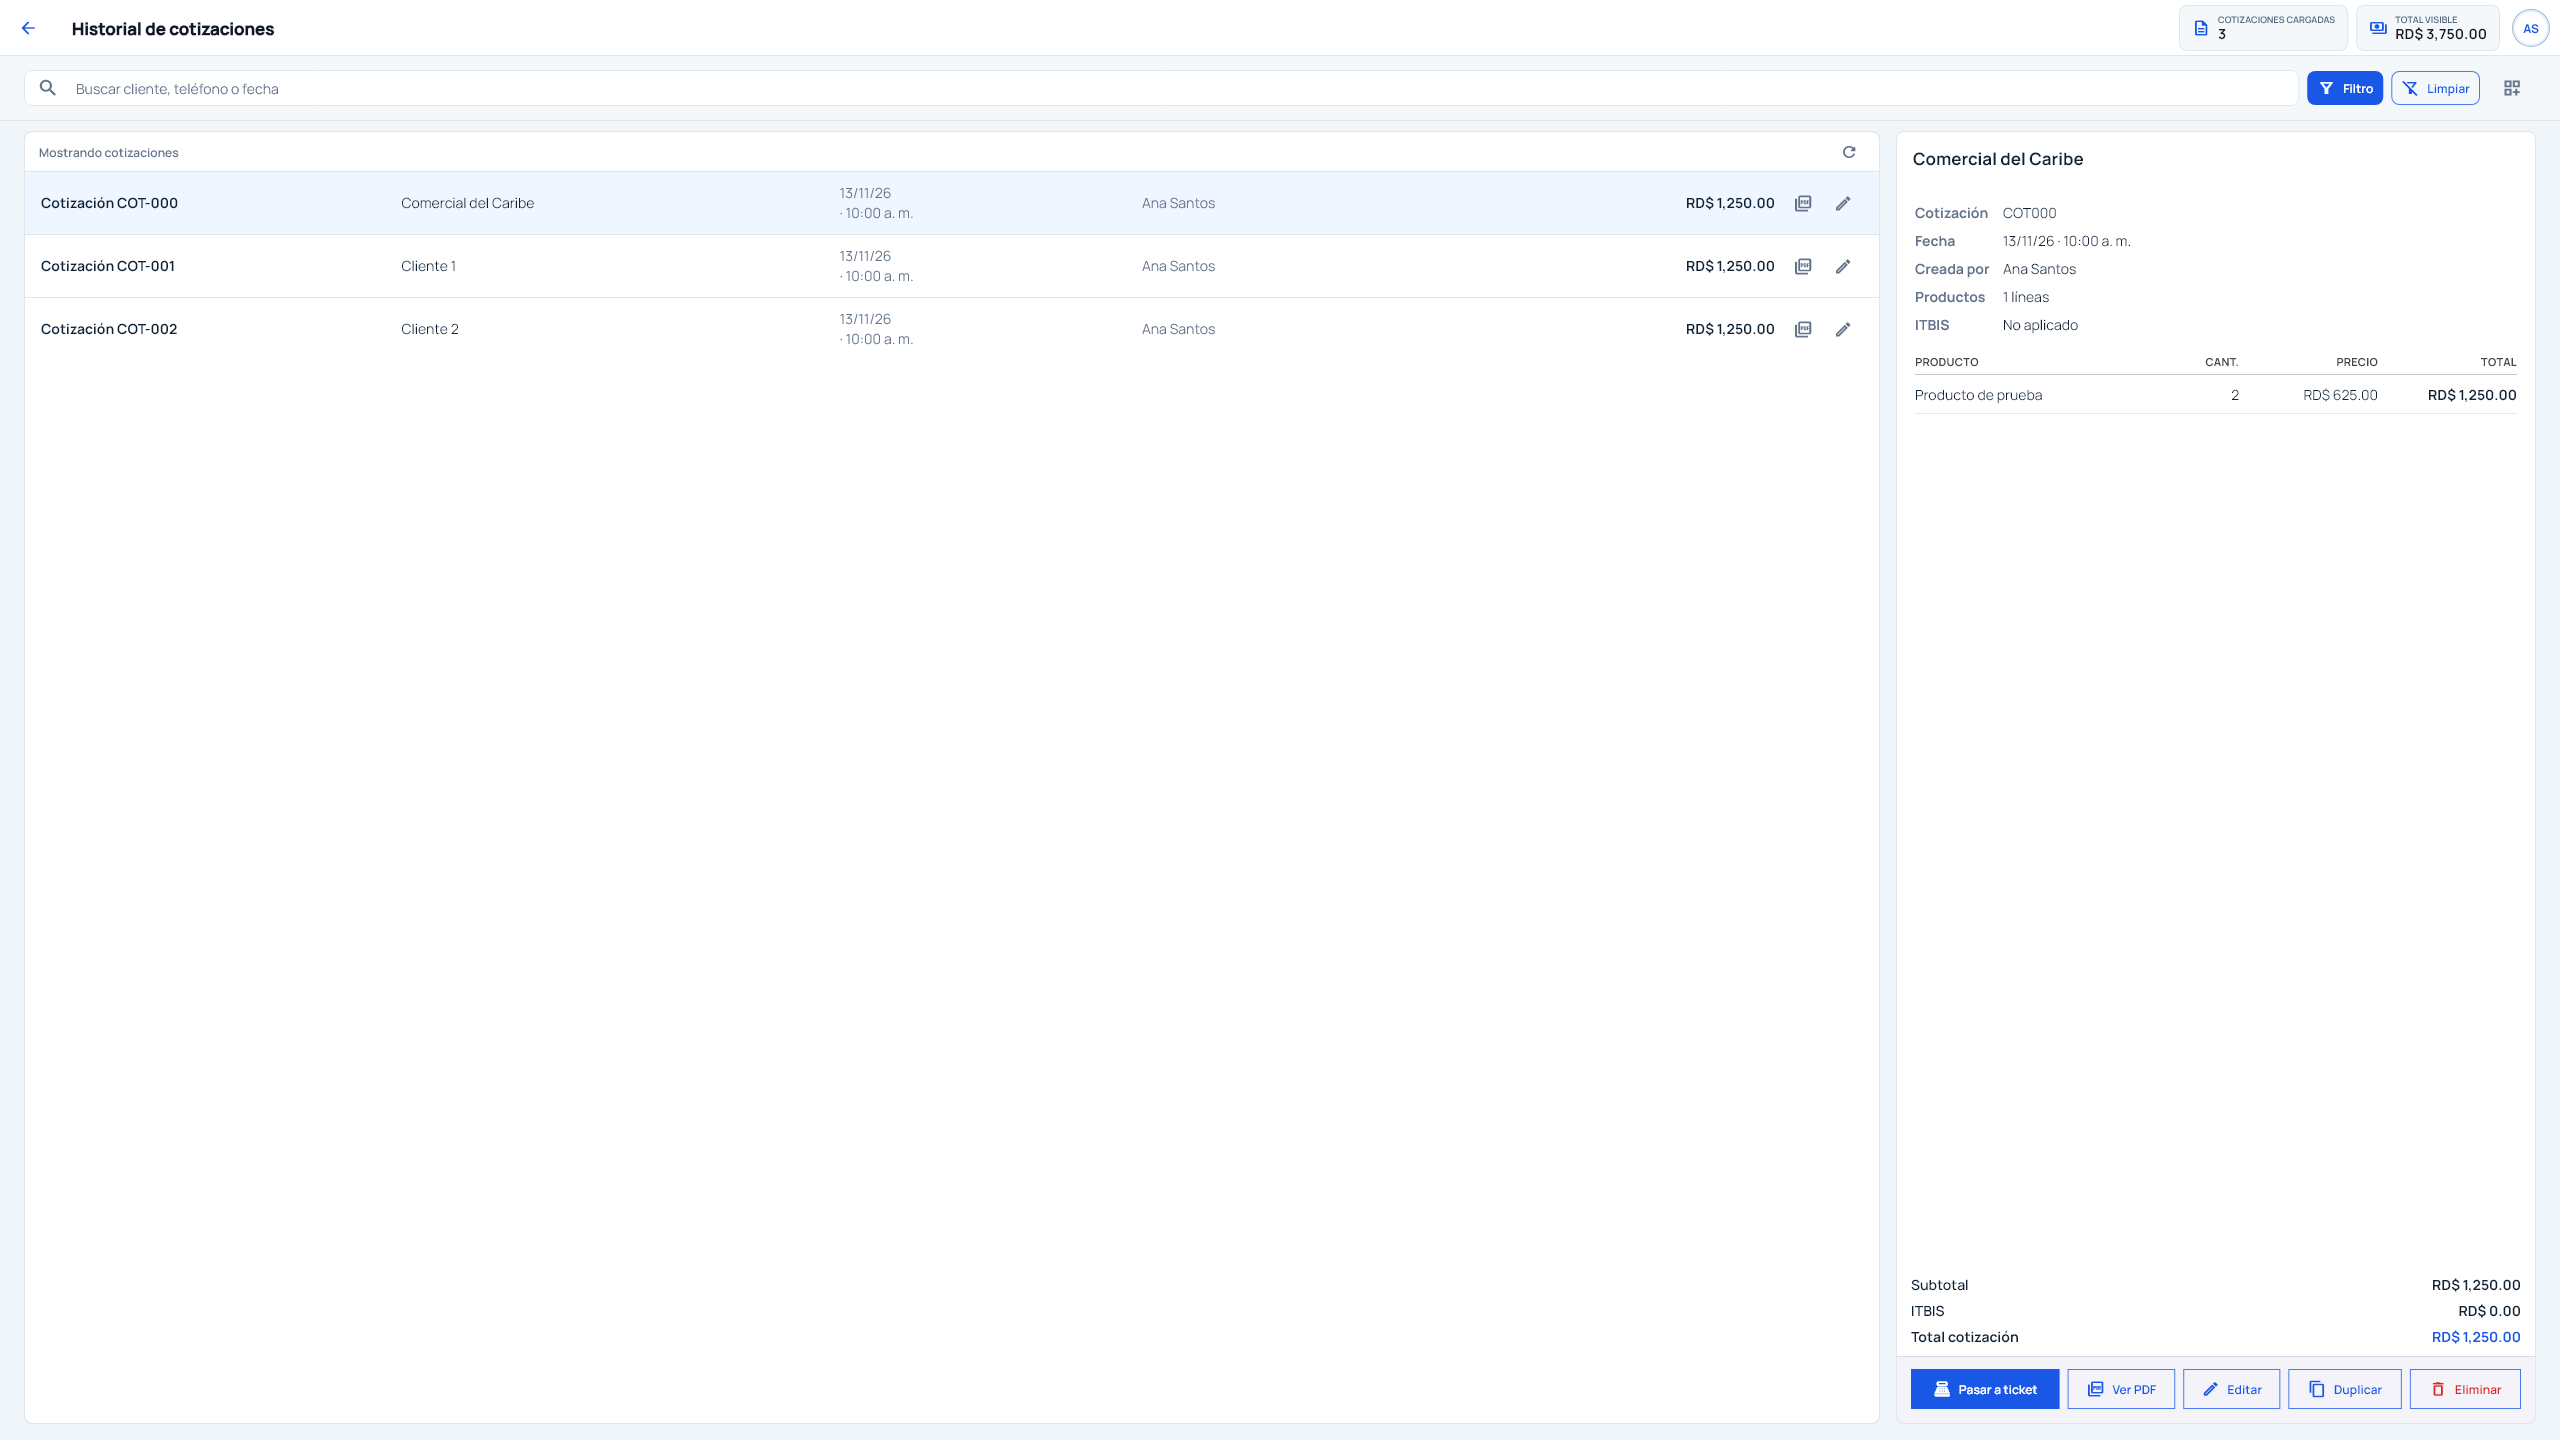 Historial de cotizaciones
COTIZACIONES CARGADAS
3
TOTAL VISIBLE
RD$ 3,750.00
AS
Buscar cliente, teléfono o fecha
Filtro
Limpiar
Mostrando cotizaciones
Cotización COT-000 Comercial del Caribe 13/11/26 Ana Santos RD$ 1,250.00
· 10:00 a. m.
Cotización COT-001 Cliente 1 13/11/26 Ana Santos RD$ 1,250.00
· 10:00 a. m.
Cotización COT-002 Cliente 2 13/11/26 Ana Santos RD$ 1,250.00
· 10:00 a. m.
Comercial del Caribe
Cotización COT000
Fecha 13/11/26 · 10:00 a. m.
Creada por Ana Santos
Productos 1 líneas
ITBIS No aplicado
PRODUCTO CANT. PRECIO TOTAL
Producto de prueba 2 RD$ 625.00 RD$ 1,250.00
Subtotal RD$ 1,250.00
ITBIS RD$ 0.00
Total cotización RD$ 1,250.00
Pasar a ticket
Ver PDF
Editar
Duplicar
Eliminar